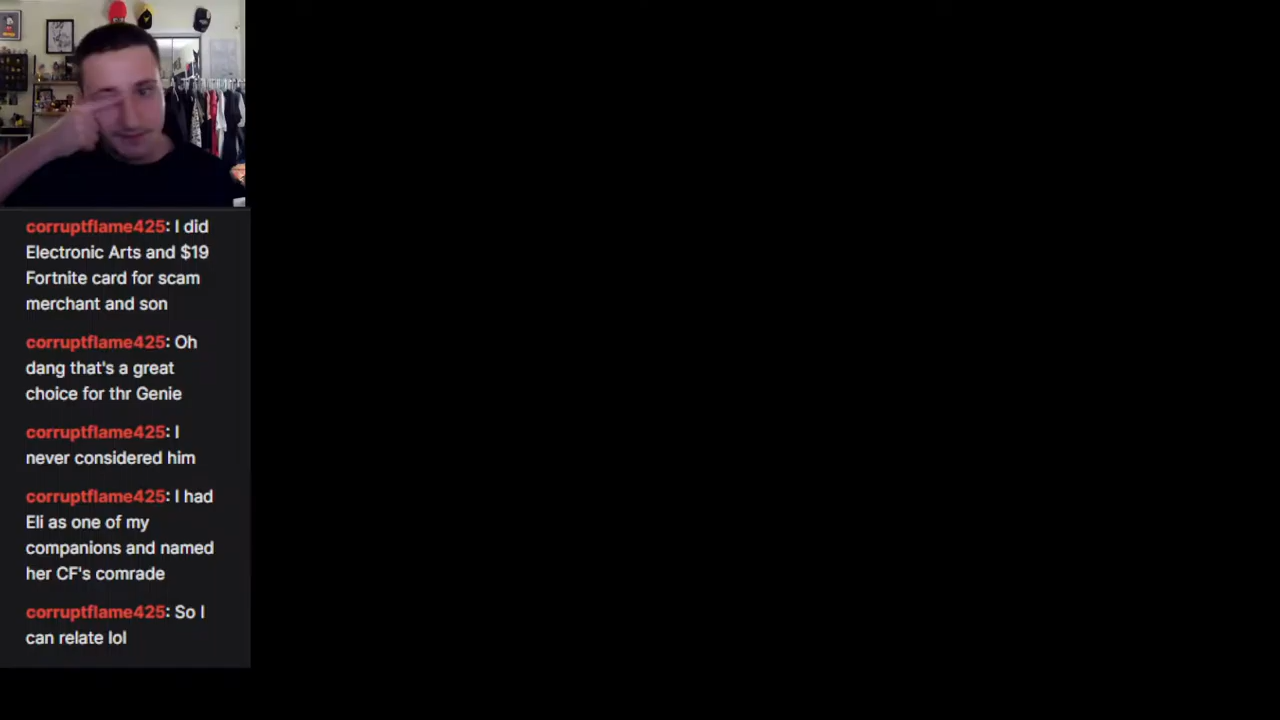 corruptflame425: I did
Electronic Arts and $19
Fortnite card for scam
merchant and son
corruptflame425: Oh
dang that's a great
choice for thr Genie
corruptflame425: I
never considered him
corruptflame425: I had
Eli as one of my
companions and named
her CF's comrade
corruptflame425: So I
can relate lol